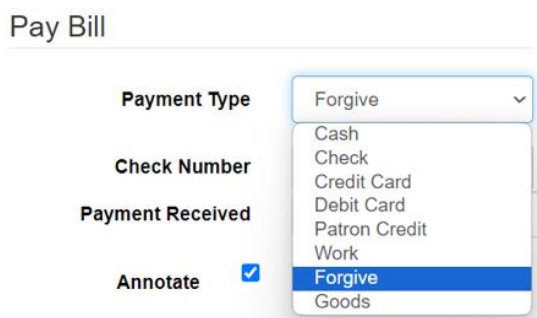 Pay Bill
Payment Type Forgive
Cash
Check
Check Number
Credit Card
Debit Card
Payment Received
Patron Credit
Work
Annotate
Forgive
Goods